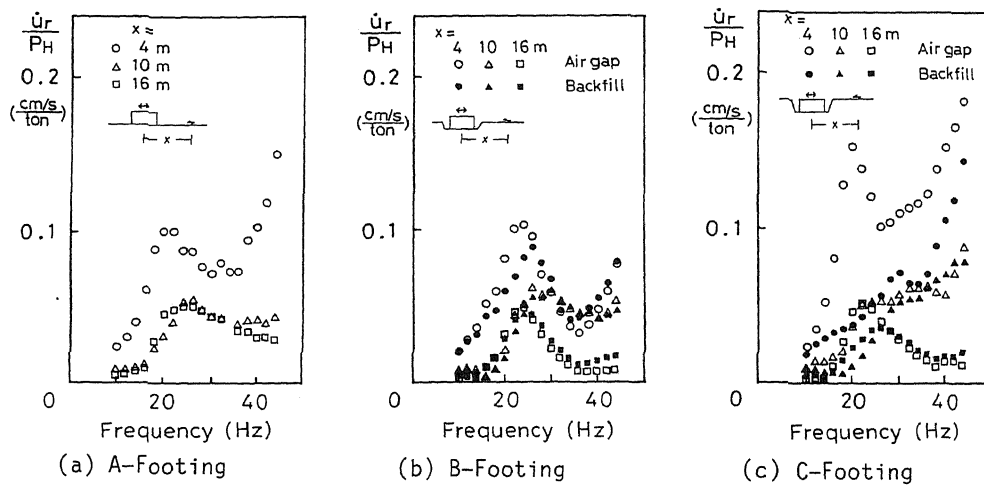 u̇r
PH
0.2
(cm/s
ton)
0.1
0
x =
4 m
10 m
16 m
x
20
40
Frequency (Hz)
(a) A-Footing
u̇r
PH
0.2
(cm/s
ton)
0.1
0
x =
4 10 16 m
Air gap
Backfill
x
20
40
Frequency (Hz)
(b) B-Footing
u̇r
PH
0.2
(cm/s
ton)
0.1
0
x =
4 10 16 m
Air gap
Backfill
x
20
40
Frequency (Hz)
(c) C-Footing